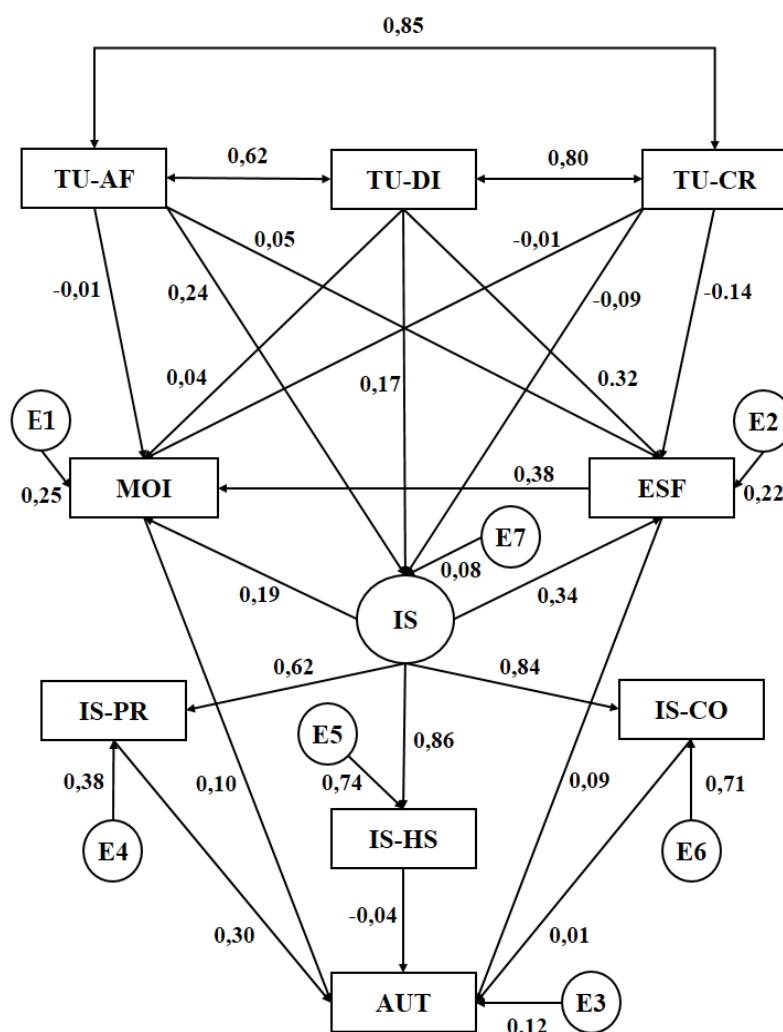 0,85
TU-AF
0,62
TU-DI
0,80
TU-CR
0,05
-0,01
-0,01
0,24
-0,09
-0.14
0,04
0,17
0.32
E1
E2
0,25
MOI
0,38
ESF
0,22
E7
0,08
0,19
IS
0,34
0,62
0,84
IS-PR
IS-CO
E5
0,86
0,38
0,10
0,74
0,09
0,71
E4
IS-HS
E6
0,30
-0,04
0,01
AUT
E3
0,12